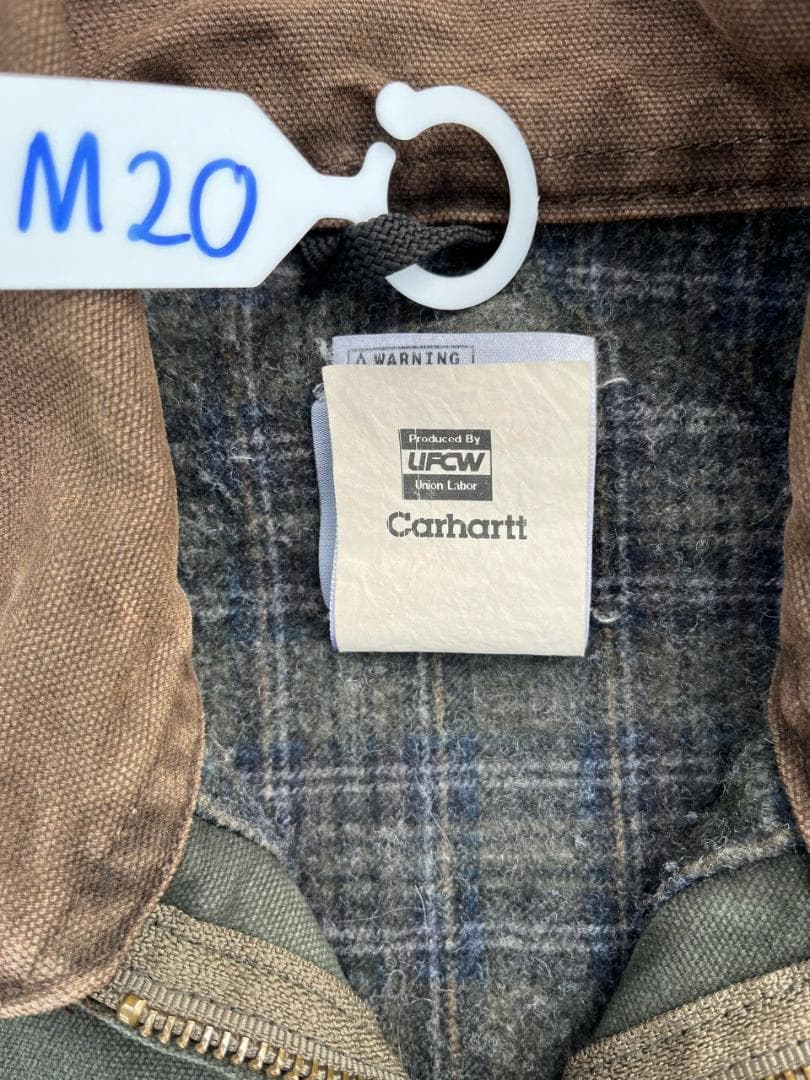 M20
⚠ WARNING
Produced By
UFCW
Union Labor
Carhartt